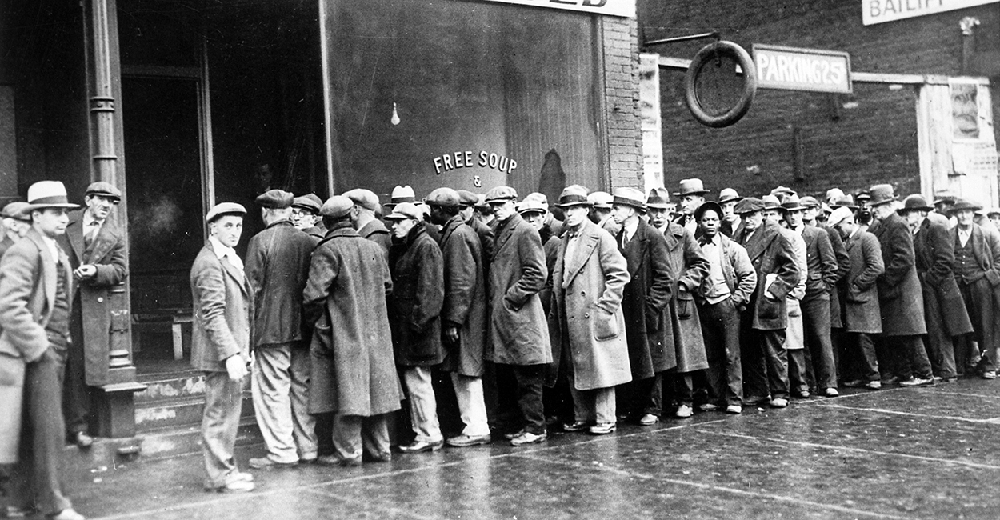 FREE SOUP
&
PARKING 25¢
BAILIFF